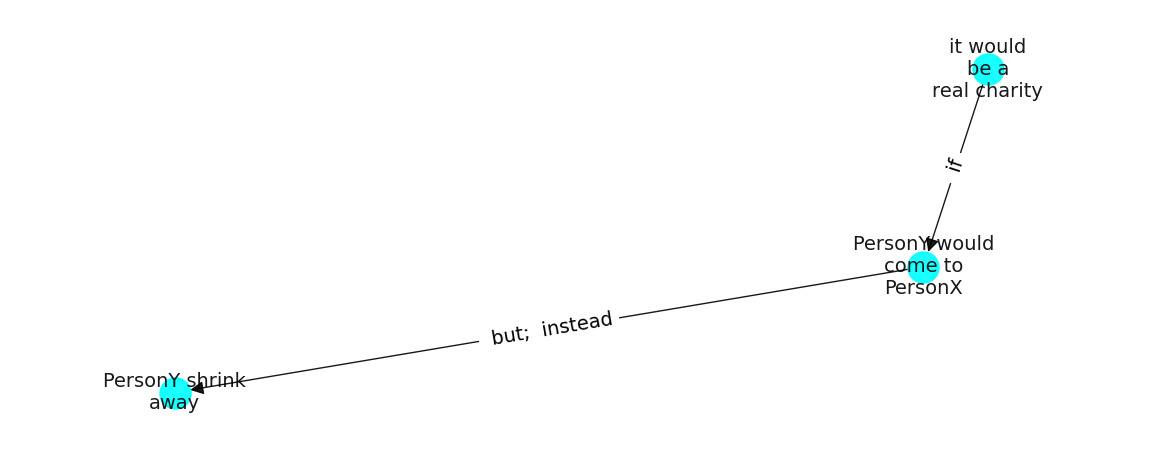 it would
be a
real charity
if
PersonY would
come to
PersonX
but;  instead
PersonY shrink
away